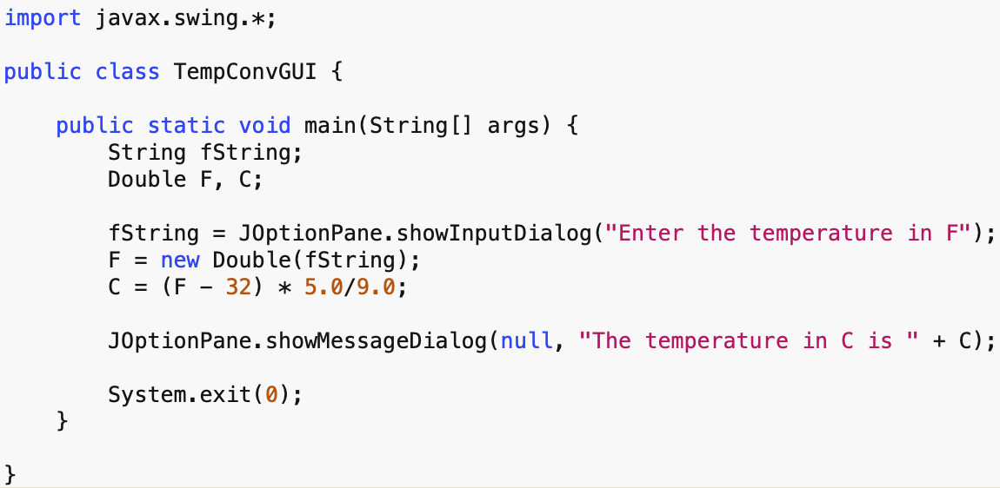 import javax.swing.*;
public class TempConvGUI {
public static void main(String[] args) {
String fString;
Double F, C;
fString = JOptionPane.showInputDialog("Enter the temperature in F");
F = new Double(fString);
C = (F - 32) * 5.0/9.0;
JOptionPane.showMessageDialog(null, "The temperature in C is " + C);
System.exit(0);
}
}